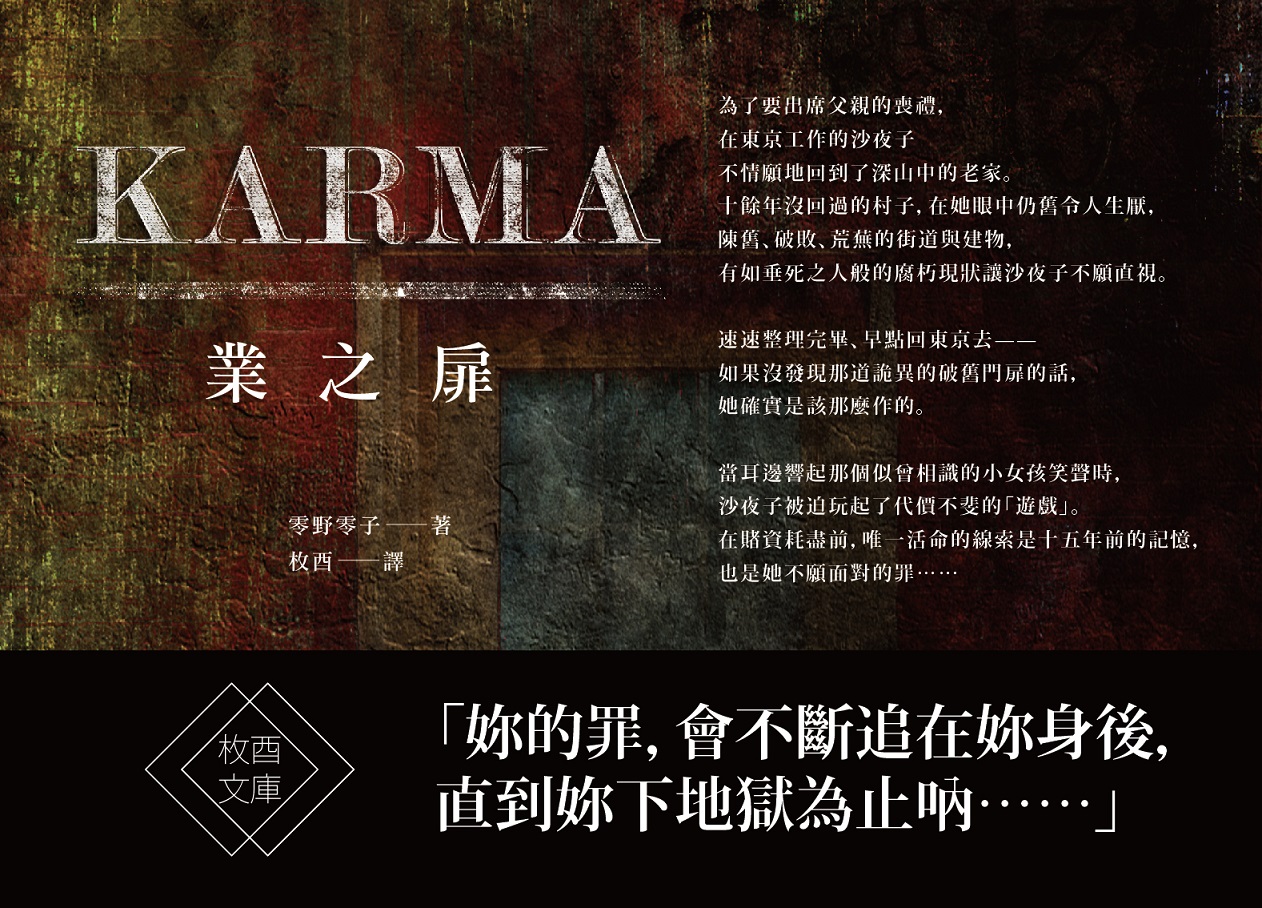 KARMA
業之扉
零野零子——著
枚酉——譯
為了要出席父親的喪禮，
在東京工作的沙夜子
不情願地回到了深山中的老家。
十餘年沒回過的村子，在她眼中仍舊令人生厭，
陳舊、破敗、荒蕪的街道與建物，
有如垂死之人般的腐朽現狀讓沙夜子不願直視。
速速整理完畢、早點回東京去——
如果沒發現那道詭異的破舊門扉的話，
她確實是該那麼作的。
當耳邊響起那個似曾相識的小女孩笑聲時，
沙夜子被迫玩起了代價不斐的「遊戲」。
在賭資耗盡前，唯一活命的線索是十五年前的記憶，
也是她不願面對的罪……
枚酉
文庫
「妳的罪，會不斷追在妳身後，
直到妳下地獄為止吶……」